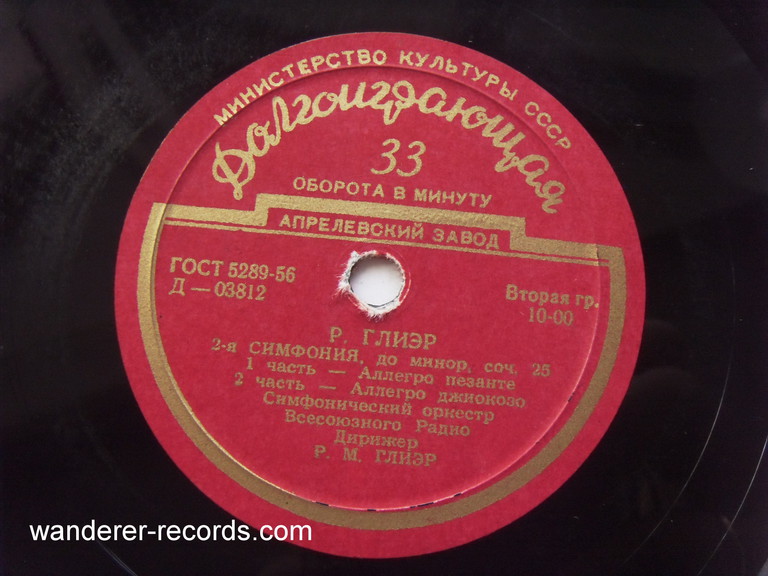 МИНИСТЕРСТВО КУЛЬТУРЫ СССР
Долгоиграющая
33
ОБОРОТА В МИНУТУ
АПРЕЛЕВСКИЙ ЗАВОД
ГОСТ 5289-56
Д — 03812
Вторая гр.
10-00
Р. ГЛИЭР
2-я СИМФОНИЯ, до минор, соч. 25
1 часть — Аллегро пезанте
2 часть — Аллегро джиокозо
Симфонический оркестр
Всесоюзного Радио
Дирижер
Р. М. ГЛИЭР
wanderer-records.com